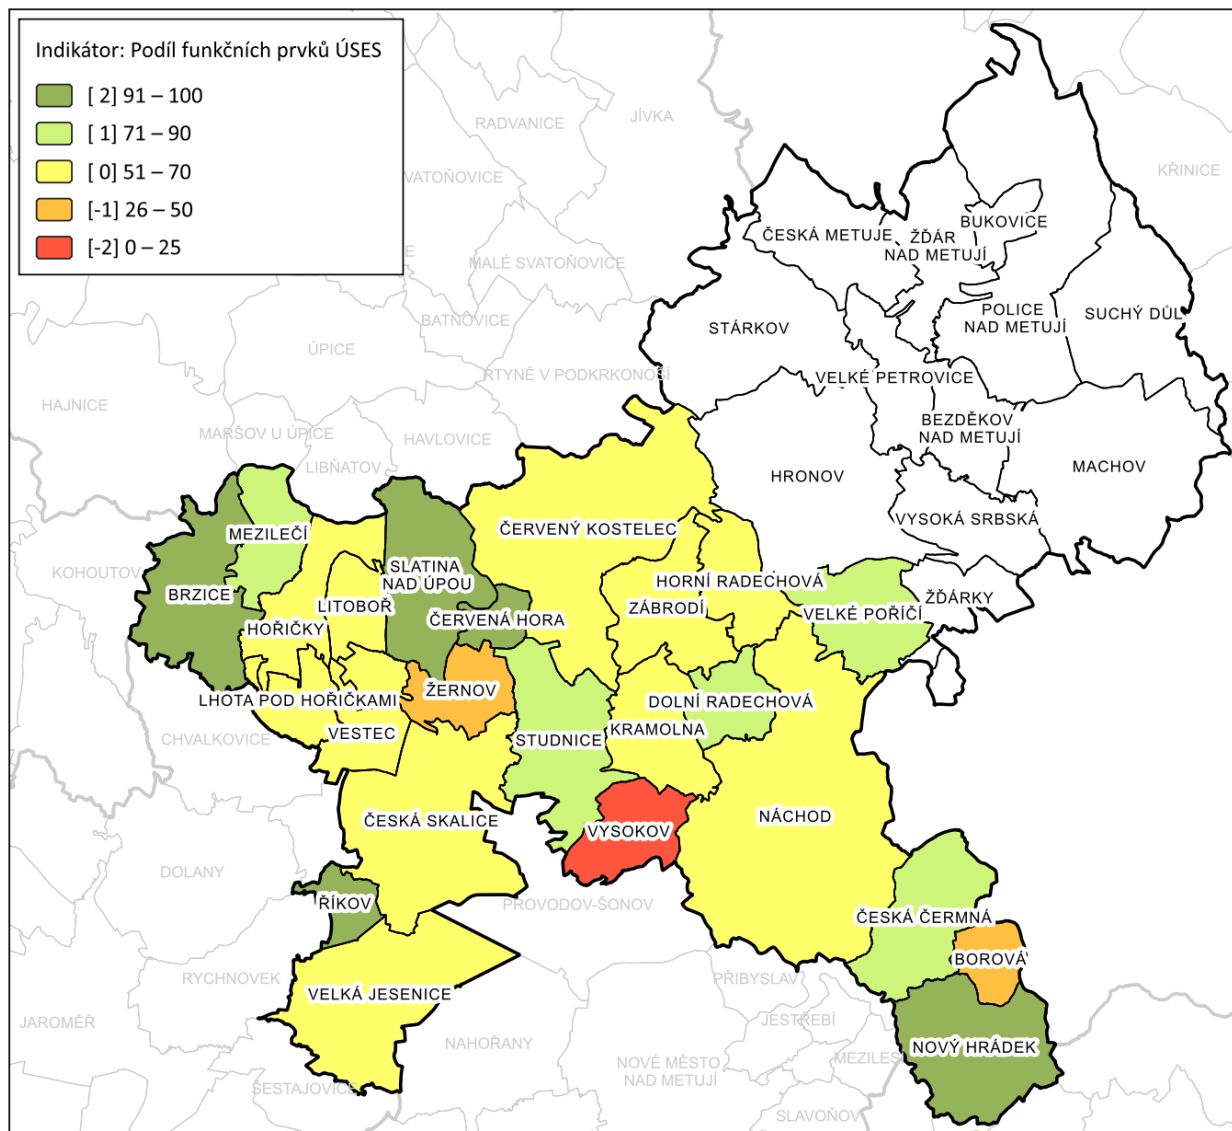 Indikátor: Podíl funkčních prvků ÚSES
[ 2] 91 – 100
[ 1] 71 – 90
[ 0] 51 – 70
[-1] 26 – 50
[-2] 0 – 25
RADVANICE
JÍVKA
KŘINICE
VATOŇOVICE
BUKOVICE
ČESKÁ METUJE
ŽĎÁR
NAD METUJÍ
MALÉ SVATOŇOVICE
BATŇOVICE
STÁRKOV
POLICE
NAD METUJÍ
SUCHÝ DŮL
ÚPICE
RTYNĚ V PODKRKONOŠÍ
VELKÉ PETROVICE
HAJNICE
MARŠOV U ÚPICE
HAVLOVICE
LIBŇATOV
BEZDĚKOV
NAD METUJÍ
HRONOV
MACHOV
VYSOKÁ SRBSKÁ
ČERVENÝ KOSTELEC
MEZILEČÍ
KOHOUTOV
BRZICE
SLATINA
NAD ÚPOU
HORNÍ RADECHOVÁ
ŽĎÁRKY
LITOBOŘ
ZÁBRODÍ
VELKÉ POŘÍČÍ
ČERVENÁ HORA
HOŘIČKY
ŽERNOV
LHOTA POD HOŘIČKAMI
DOLNÍ RADECHOVÁ
VESTEC
KRAMOLNA
CHVALKOVICE
STUDNICE
ČESKÁ SKALICE
VYSOKOV
NÁCHOD
DOLANY
ŘÍKOV
PROVODOV-ŠONOV
ČESKÁ ČERMNÁ
BOROVÁ
RYCHNOVEK
PŘIBYSLAV
VELKÁ JESENICE
JAROMĚŘ
JESTŘEBÍ
NAHOŘANY
NOVÝ HRÁDEK
MEZILES
NOVÉ MĚSTO
NAD METUJÍ
ŠESTAJOVICE
SLAVOŇOV